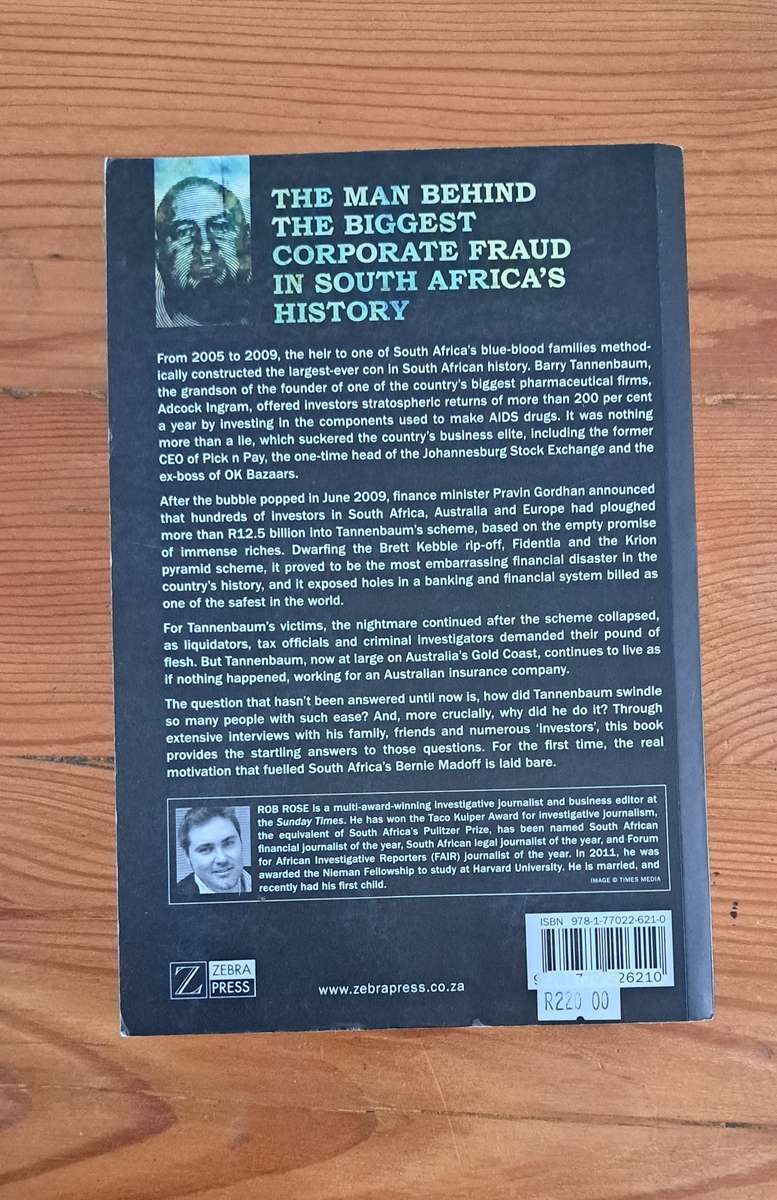 THE MAN BEHIND
THE BIGGEST
CORPORATE FRAUD
IN SOUTH AFRICA'S
HISTORY
From 2005 to 2009, the heir to one of South Africa's blue-blood families method-
ically constructed the largest-ever con in South African history. Barry Tannenbaum,
the grandson of the founder of one of the country's biggest pharmaceutical firms,
Adcock Ingram, offered investors stratospheric returns of more than 200 per cent
a year by investing in the components used to make AIDS drugs. It was nothing
more than a lie, which suckered the country's business elite, including the former
CEO of Pick n Pay, the one-time head of the Johannesburg Stock Exchange and the
ex-boss of OK Bazaars.
After the bubble popped in June 2009, finance minister Pravin Gordhan announced
that hundreds of investors in South Africa, Australia and Europe had ploughed
more than R12.5 billion into Tannenbaum's scheme, based on the empty promise
of immense riches. Dwarfing the Brett Kebble rip-off, Fidentia and the Krion
pyramid scheme, it proved to be the most embarrassing financial disaster in the
country's history, and it exposed holes in a banking and financial system billed as
one of the safest in the world.
For Tannenbaum's victims, the nightmare continued after the scheme collapsed,
as liquidators, tax officials and criminal investigators demanded their pound of
flesh. But Tannenbaum, now at large on Australia's Gold Coast, continues to live as
if nothing happened, working for an Australian insurance company.
The question that hasn't been answered until now is, how did Tannenbaum swindle
so many people with such ease? And, more crucially, why did he do it? Through
extensive interviews with his family, friends and numerous 'investors', this book
provides the startling answers to those questions. For the first time, the real
motivation that fuelled South Africa's Bernie Madoff is laid bare.
ROB ROSE is a multi-award-winning investigative journalist and business editor at
the Sunday Times. He has won the Taco Kuiper Award for investigative journalism,
the equivalent of South Africa's Pulitzer Prize, has been named South African
financial journalist of the year, South African legal journalist of the year, and Forum
for African Investigative Reporters (FAIR) journalist of the year. In 2011, he was
awarded the Nieman Fellowship to study at Harvard University. He is married, and
recently had his first child.
IMAGE © TIMES MEDIA
ISBN 978-1-77022-621-0
9 7 26210
R220 00
Z ZEBRA
PRESS
www.zebrapress.co.za